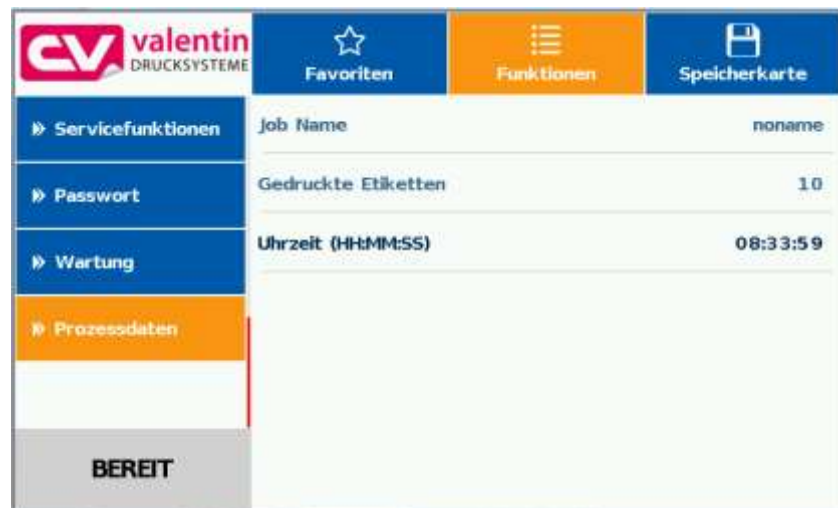 CV valentin
DRUCKSYSTEME
Favoriten
Funktionen
Speicherkarte
Servicefunktionen
Passwort
Wartung
Prozessdaten
BEREIT
Job Name noname
Gedruckte Etiketten 10
Uhrzeit (HH:MM:SS) 08:33:59